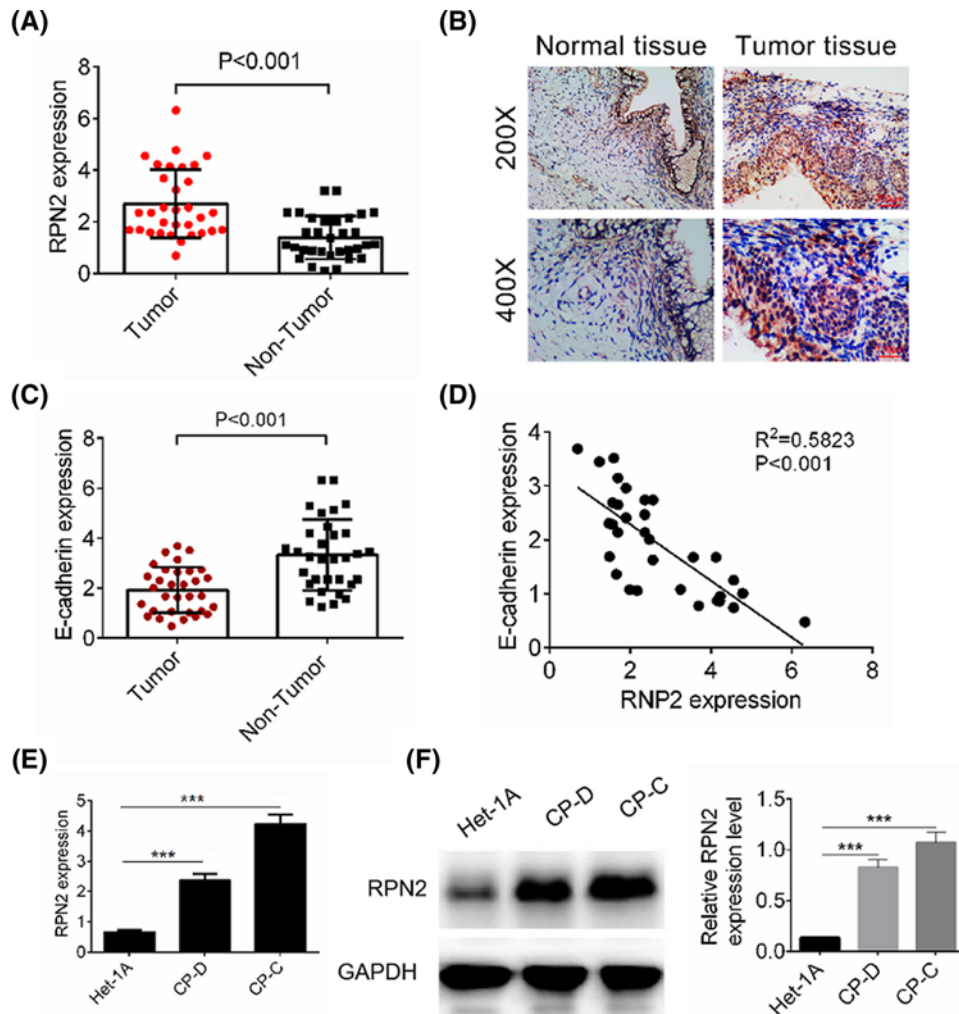 (A)
P<0.001
RPN2 expression
8
6
4
2
0
Tumor
Non-Tumor
(B)
Normal tissue
Tumor tissue
200X
400X
(C)
P<0.001
E-cadherin expression
8
6
4
2
0
Tumor
Non-Tumor
(D)
R²=0.5823
P<0.001
E-cadherin expression
4
3
2
1
0
0
2
4
6
8
RNP2 expression
(E)
RPN2 expression
5
4
3
2
1
0
***
***
Het-1A
CP-D
CP-C
(F)
Het-1A
CP-D
CP-C
RPN2
GAPDH
Relative RPN2
expression level
1.5
1.0
0.5
0.0
***
***
Het-1A
CP-D
CP-C